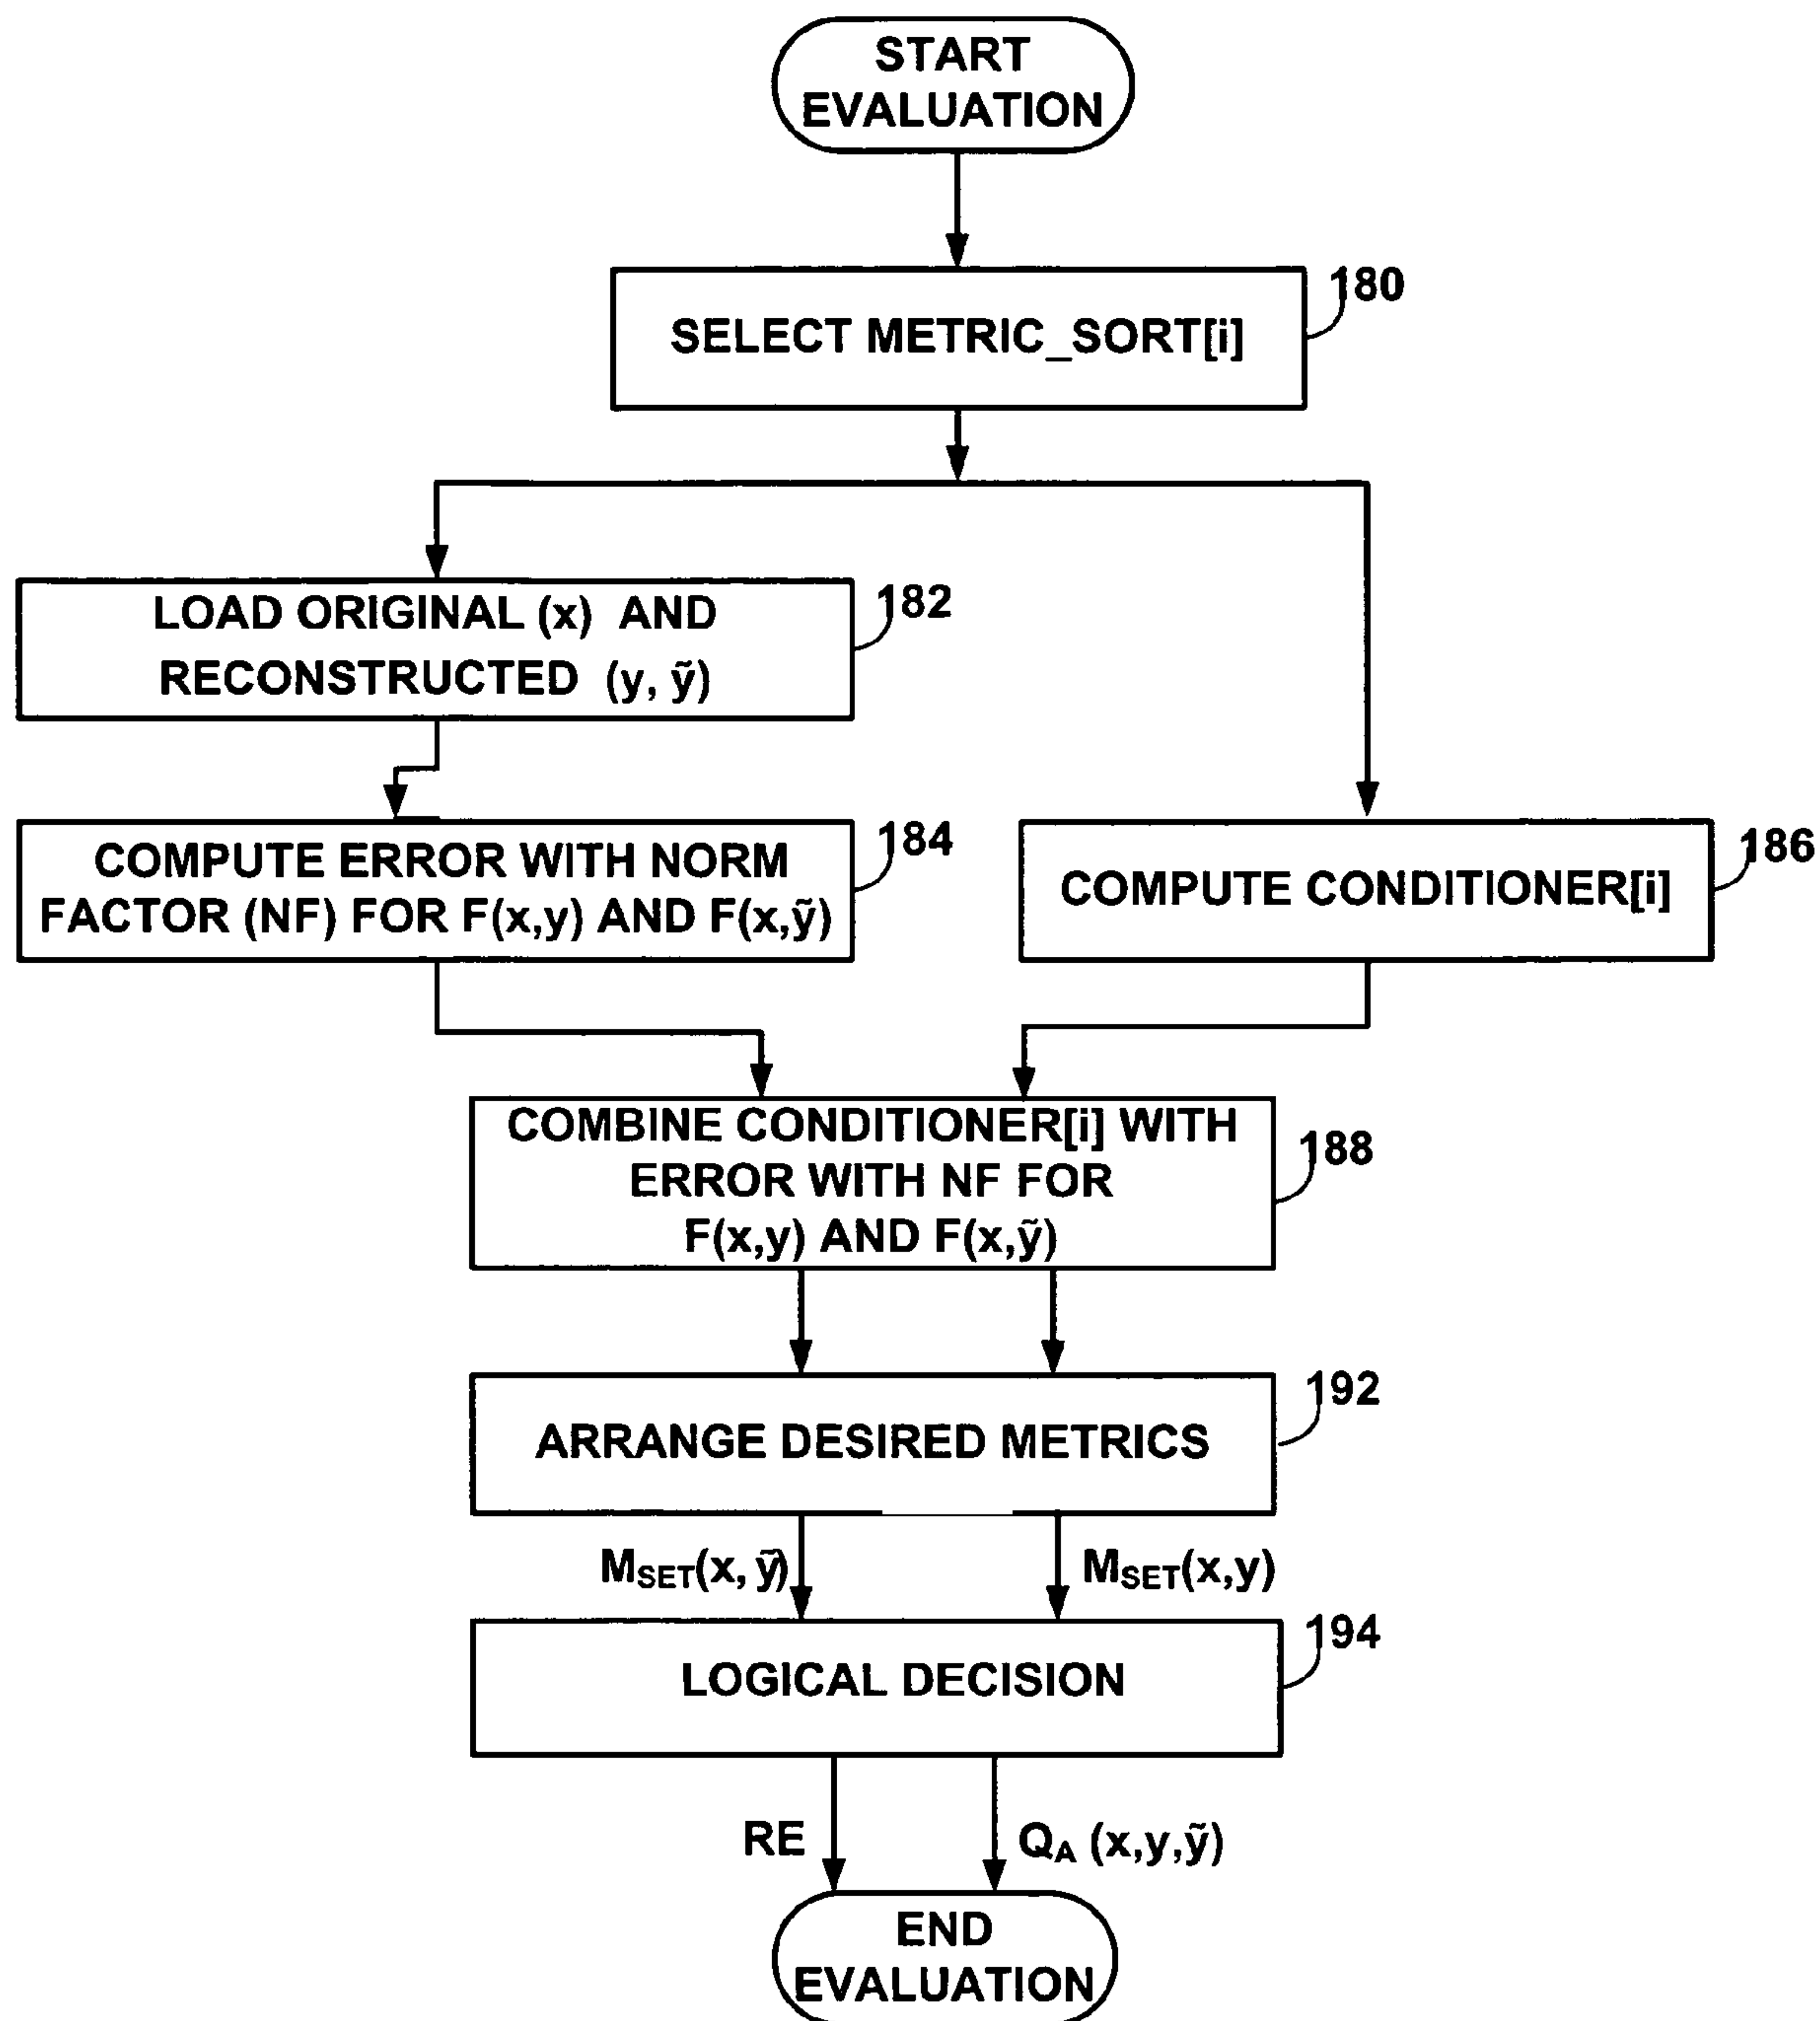 START
EVALUATION
180
SELECT METRIC_SORT[i]
182
LOAD ORIGINAL (x) AND
RECONSTRUCTED (y, ỹ)
184
COMPUTE ERROR WITH NORM
FACTOR (NF) FOR F(x,y) AND F(x,ỹ)
186
COMPUTE CONDITIONER[i]
188
COMBINE CONDITIONER[i] WITH
ERROR WITH NF FOR
F(x,y) AND F(x,ỹ)
192
ARRANGE DESIRED METRICS
MSET(x, ỹ)
MSET(x,y)
194
LOGICAL DECISION
RE
QA (x,y,ỹ)
END
EVALUATION